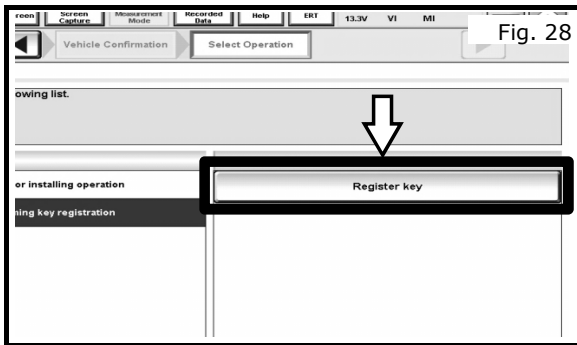 reen Screen Capture Measurement Mode Recorded Data Help ERT 13.3V VI MI
Fig. 28
Vehicle Confirmation Select Operation
owing list.
or installing operation Register key
ning key registration